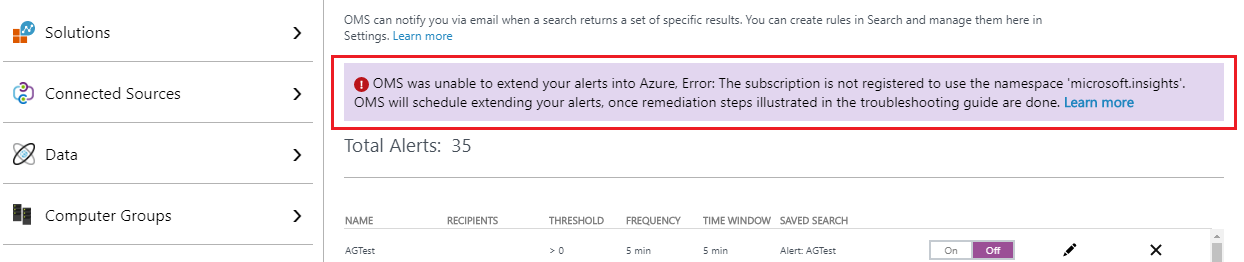 OMS can notify you via email when a search returns a set of specific results. You can create rules in Search and manage them here in
Settings. Learn more
Solutions
OMS was unable to extend your alerts into Azure, Error: The subscription is not registered to use the namespace 'microsoft.insights'.
OMS will schedule extending your alerts, once remediation steps illustrated in the troubleshooting guide are done. Learn more
Connected Sources
Total Alerts: 35
Data
Computer Groups
NAME RECIPIENTS THRESHOLD FREQUENCY TIME WINDOW SAVED SEARCH
AGTest > 0 5 min 5 min Alert: AGTest On Off